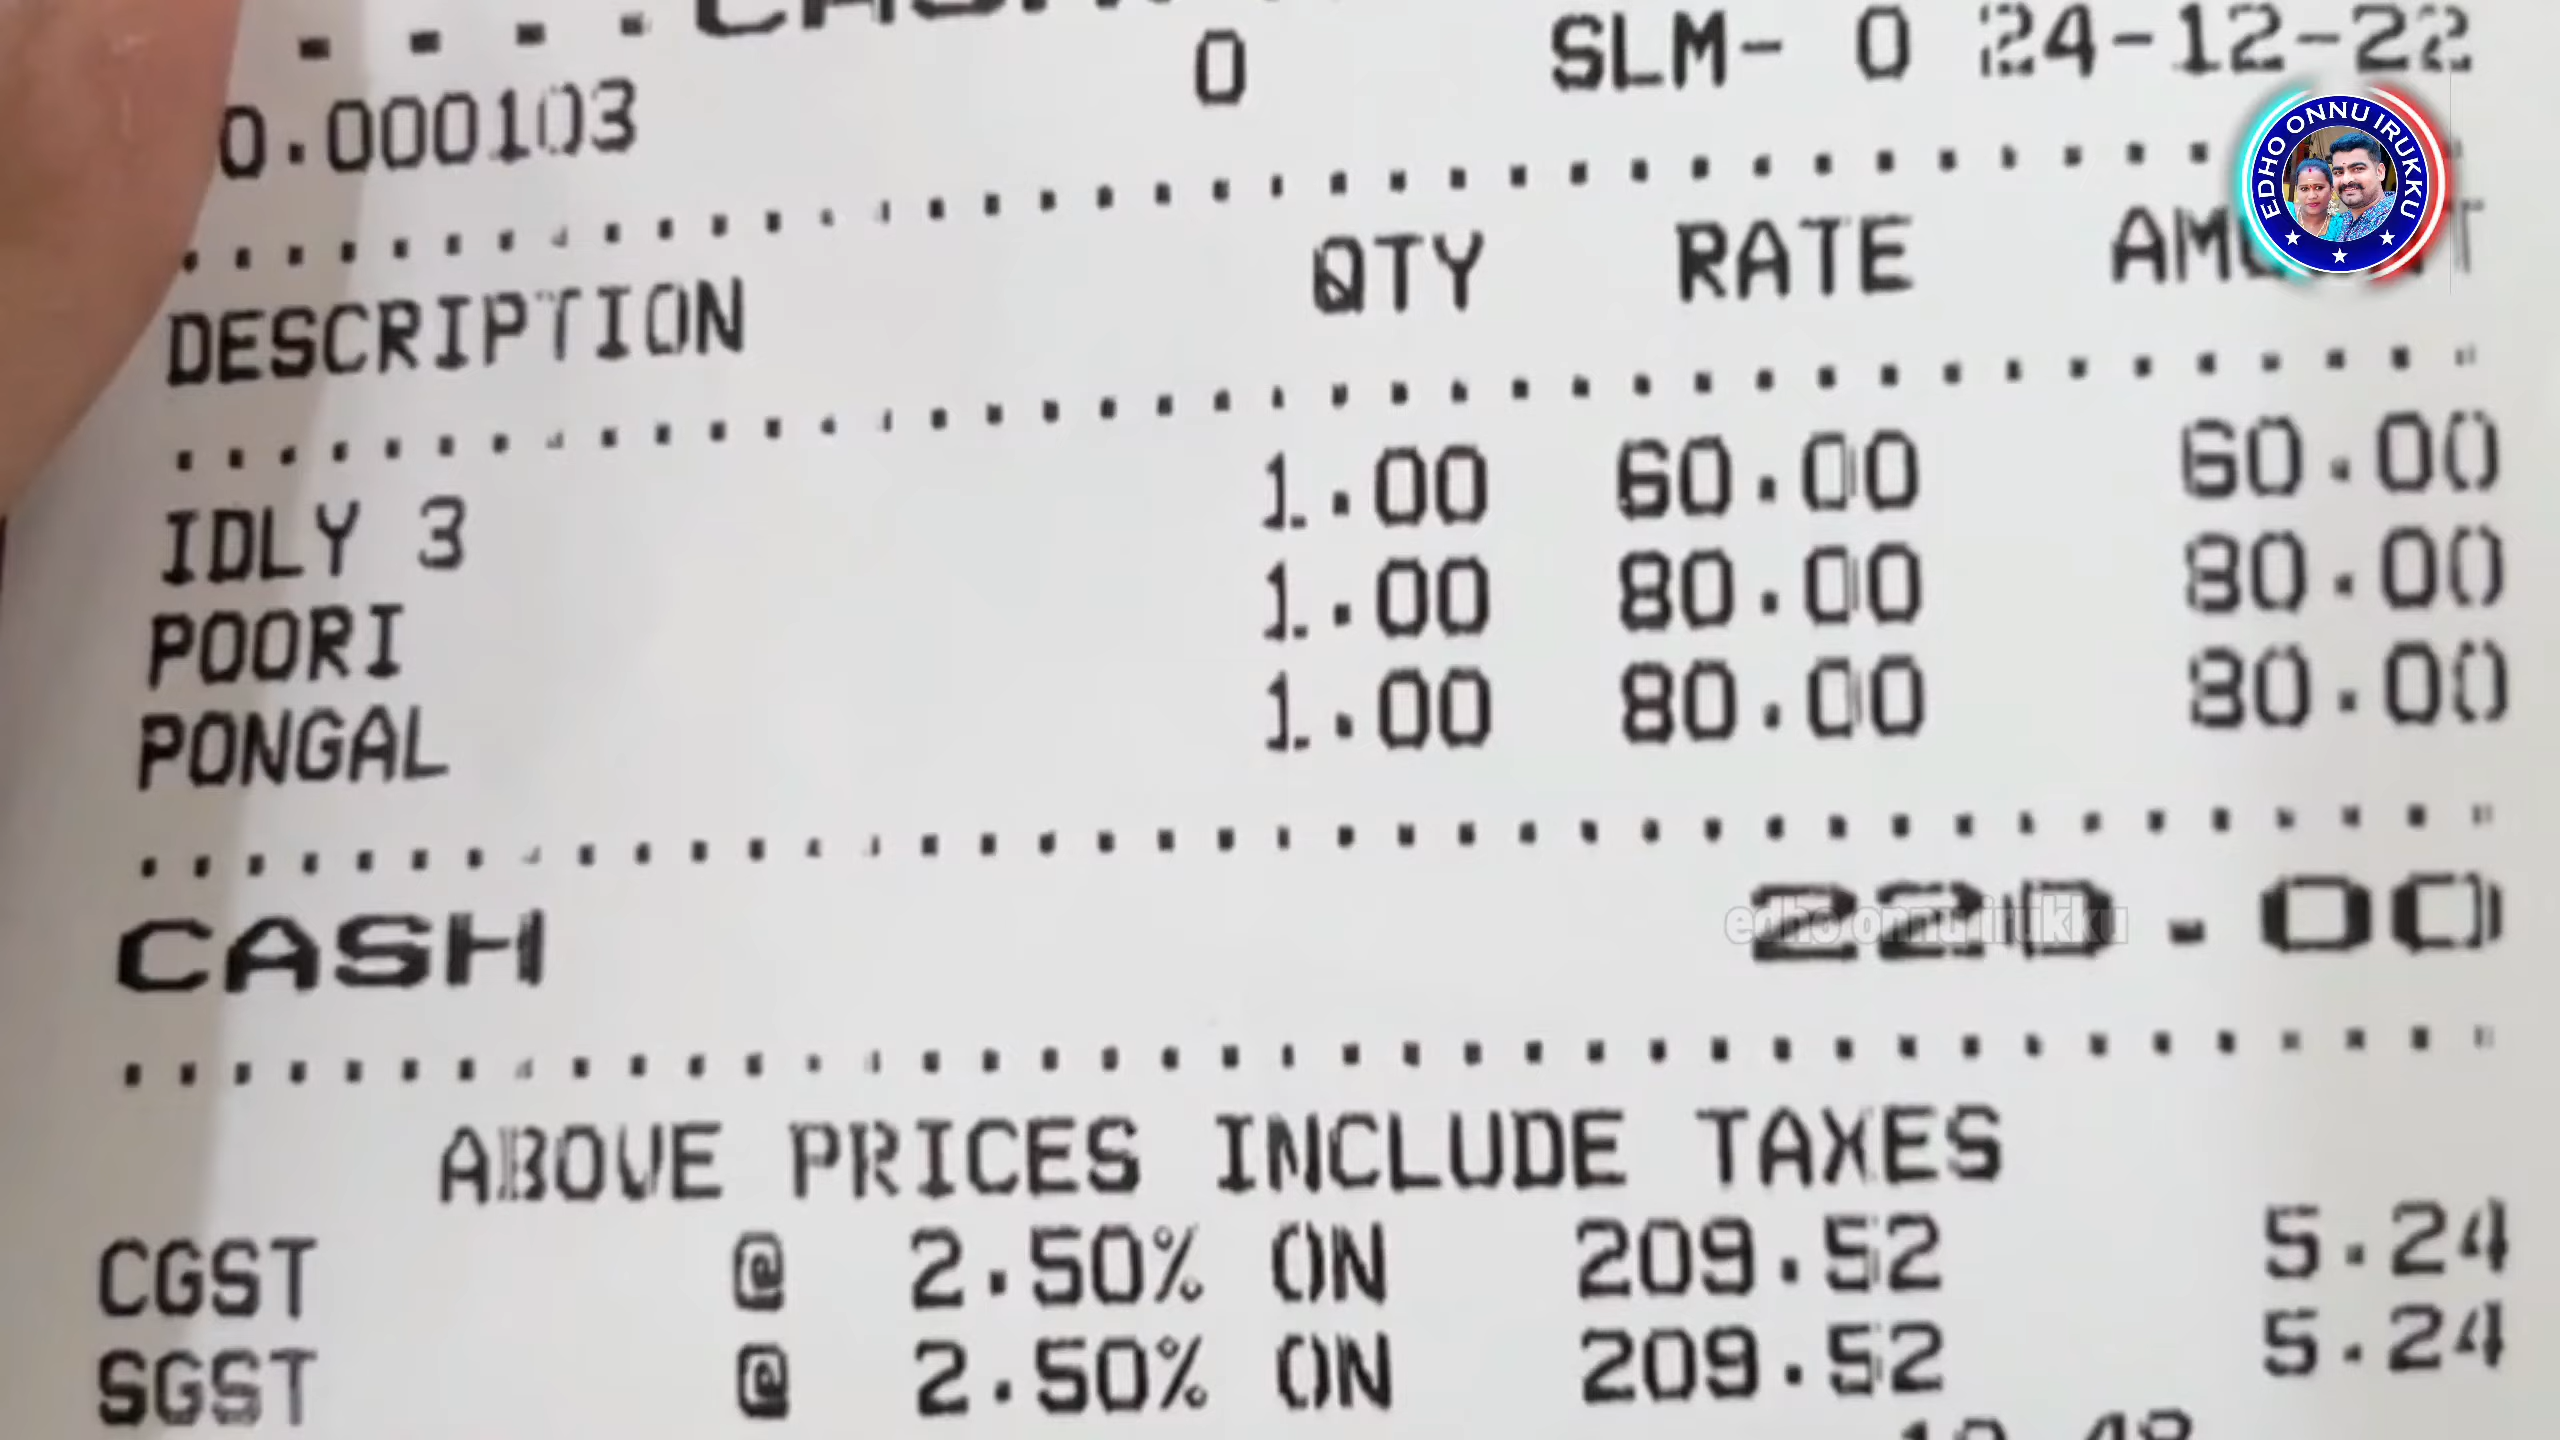 0.000103 0 SLM- 0 24-12-22
EDHO ONNU IRUKKU
DESCRIPTION QTY RATE
IDLY 3 1.00 60.00 60.00
POORI 1.00 80.00 80.00
PONGAL 1.00 80.00 80.00
CASH 220.00
edho onnu irukku
ABOVE PRICES INCLUDE TAXES
CGST @ 2.50% ON 209.52 5.24
SGST @ 2.50% ON 209.52 5.24